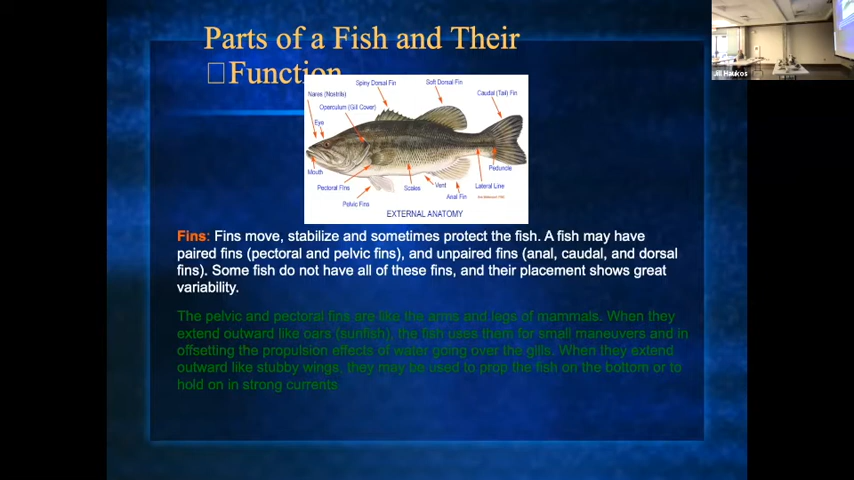 Parts of a Fish and Their
Function
Spiny Dorsal Fin
Soft Dorsal Fin
Caudal (Tail) Fin
Nares (Nostrils)
Operculum (Gill Cover)
Eye
Mouth
Peduncle
Pectoral Fins
Scales
Vent
Lateral Line
Anal Fin
Pelvic Fins
EXTERNAL ANATOMY
Fins: Fins move, stabilize and sometimes protect the fish. A fish may have
paired fins (pectoral and pelvic fins), and unpaired fins (anal, caudal, and dorsal
fins). Some fish do not have all of these fins, and their placement shows great
variability.
The pelvic and pectoral fins are like the arms and legs of mammals. When they
extend outward like oars (sunfish), the fish uses them for small maneuvers and in
offsetting the propulsion effects of water going over the gills. When they extend
outward like stubby wings, they may be used to prop the fish on the bottom or to
hold on in strong currents
Jill Haukos